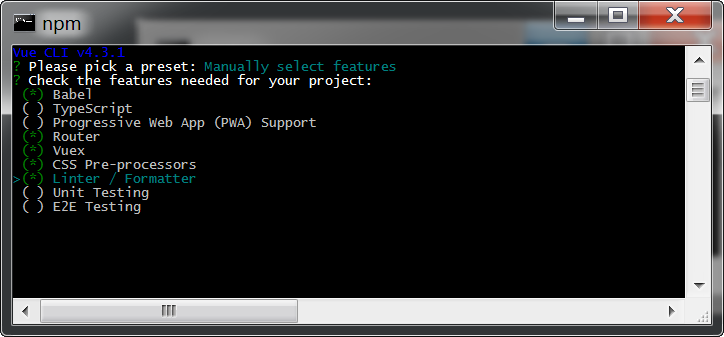 npm
Vue CLI v4.3.1
? Please pick a preset: Manually select features
? Check the features needed for your project:
(*) Babel
( ) TypeScript
( ) Progressive Web App (PWA) Support
(*) Router
(*) Vuex
(*) CSS Pre-processors
>(*) Linter / Formatter
( ) Unit Testing
( ) E2E Testing